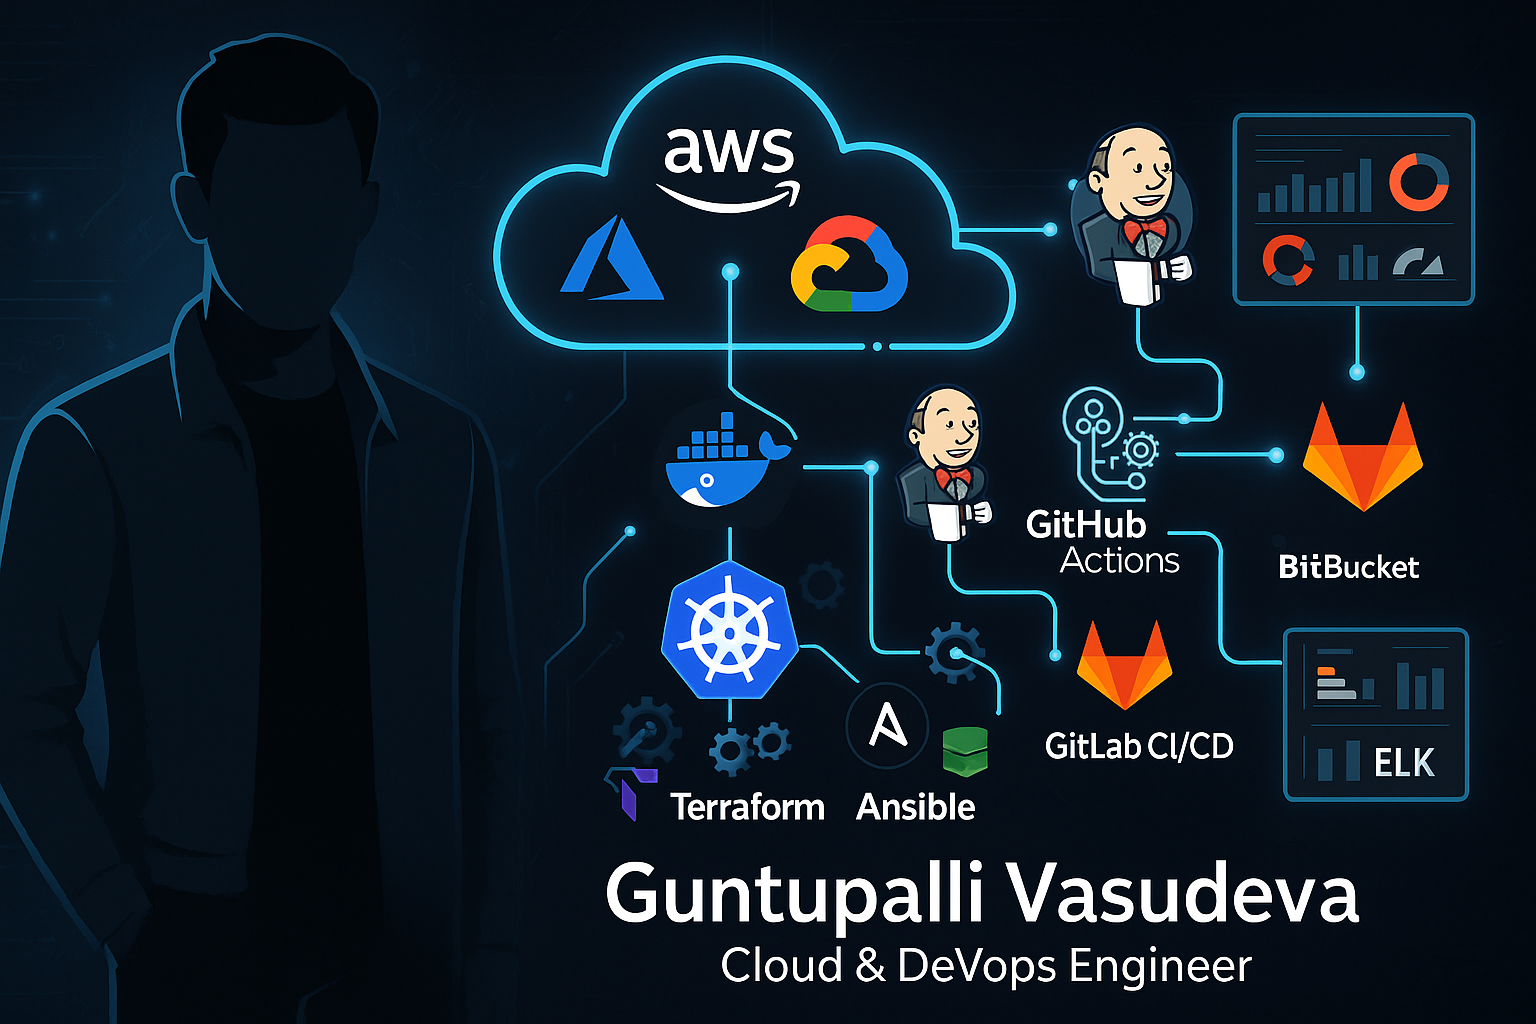 aws
GitHub
Actions
BitBucket
GitLab CI/CD
ELK
Terraform
Ansible
Guntupalli Vasudeva
Cloud & DeVops Engineer